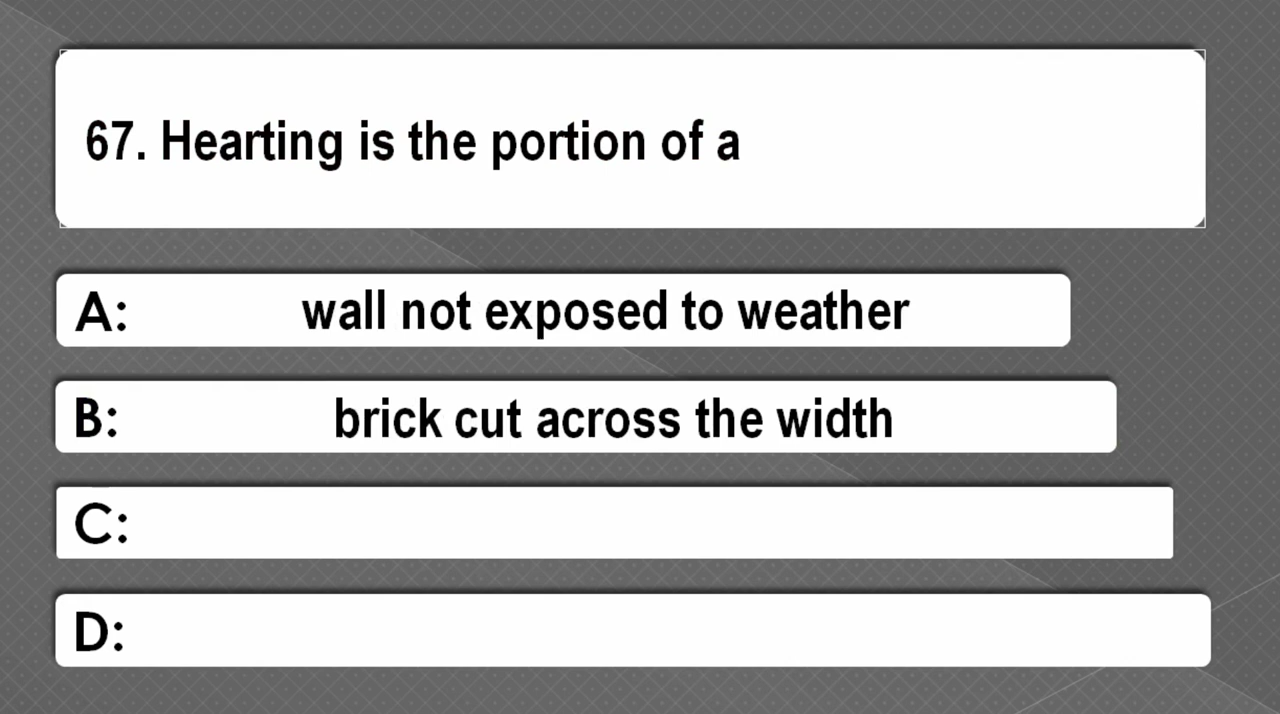 67. Hearting is the portion of a
A: wall not exposed to weather
B: brick cut across the width
C:
D: